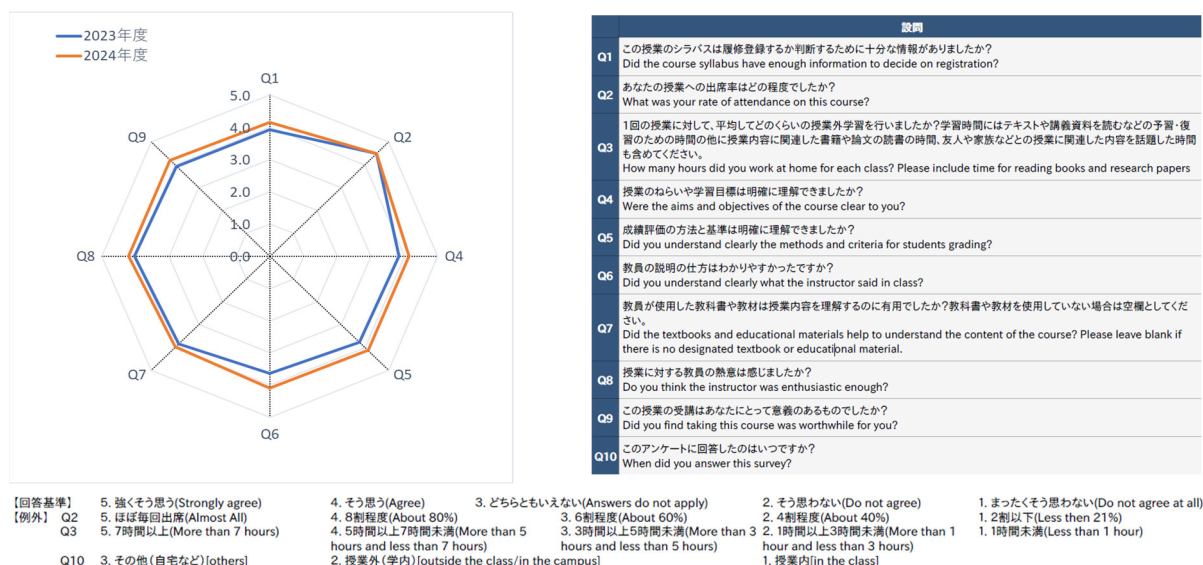 2023年度
2024年度
Q1
5.0
4.0
3.0
2.0
1.0
0.0
Q2
Q4
Q5
Q6
Q7
Q8
Q9
設問
Q1
この授業のシラバスは履修登録するか判断するために十分な情報がありましたか?
Did the course syllabus have enough information to decide on registration?
Q2
あなたの授業への出席率はどの程度でしたか?
What was your rate of attendance on this course?
Q3
1回の授業に対して、平均してどのくらいの授業外学習を行いましたか?学習時間にはテキストや講義資料を読むなどの予習・復
習のための時間の他に授業内容に関連した書籍や論文の読書の時間、友人や家族などとの授業に関連した内容を話題した時間
も含めてください。
How many hours did you work at home for each class? Please include time for reading books and research papers
Q4
授業のねらいや学習目標は明確に理解できましたか?
Were the aims and objectives of the course clear to you?
Q5
成績評価の方法と基準は明確に理解できましたか?
Did you understand clearly the methods and criteria for students grading?
Q6
教員の説明の仕方はわかりやすかったですか?
Did you understand clearly what the instructor said in class?
Q7
教員が使用した教科書や教材は授業内容を理解するのに有用でしたか?教科書や教材を使用していない場合は空欄としてくだ
さい。
Did the textbooks and educational materials help to understand the content of the course? Please leave blank if
there is no designated textbook or educational material.
Q8
授業に対する教員の熱意は感じましたか?
Do you think the instructor was enthusiastic enough?
Q9
この授業の受講はあなたにとって意義のあるものでしたか?
Did you find taking this course was worthwhile for you?
Q10
このアンケートに回答したのはいつですか?
When did you answer this survey?
【回答基準】 5. 強くそう思う(Strongly agree) 4. そう思う(Agree) 3. どちらともいえない(Answers do not apply) 2. そう思わない(Do not agree) 1. まったくそう思わない(Do not agree at all)
【例外】 Q2 5. ほぼ毎回出席(Almost All) 4. 8割程度(About 80%) 3. 6割程度(About 60%) 2. 4割程度(About 40%) 1. 2割以下(Less then 21%)
Q3 5. 7時間以上(More than 7 hours) 4. 5時間以上7時間未満(More than 5 hours and less than 7 hours) 3. 3時間以上5時間未満(More than 3 hours and less than 5 hours) 2. 1時間以上3時間未満(More than 1 hour and less than 3 hours) 1. 1時間未満(Less than 1 hour)
Q10 3. その他(自宅など)[others] 2. 授業外(学内)[outside the class/in the campus] 1. 授業内[in the class]